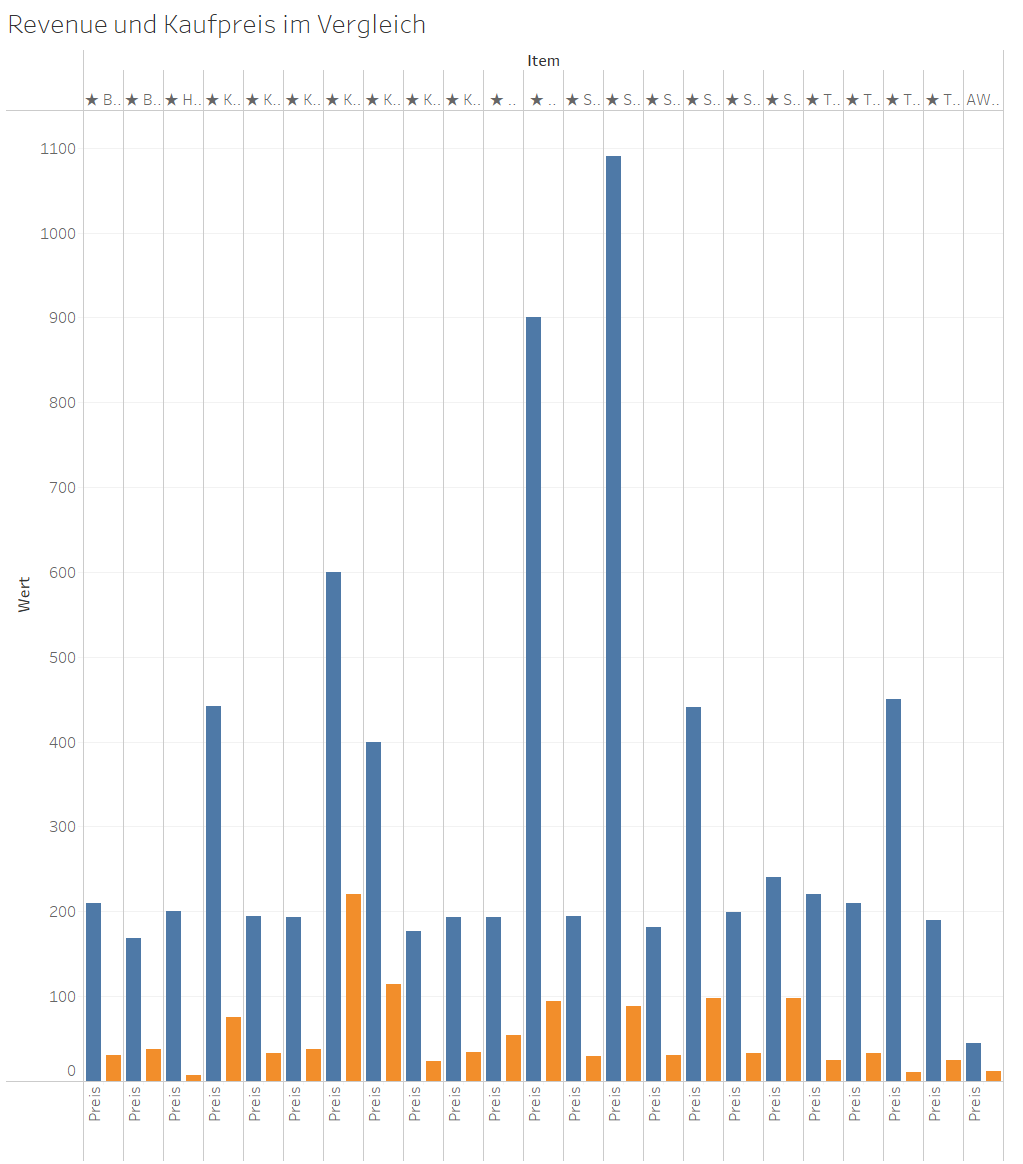 Revenue und Kaufpreis im Vergleich
Item
★ B.. ★ B.. ★ H.. ★ K.. ★ K.. ★ K.. ★ K.. ★ K.. ★ K.. ★ K.. ★ .. ★ .. ★ S.. ★ S.. ★ S.. ★ S.. ★ S.. ★ S.. ★ T.. ★ T.. ★ T.. ★ T.. AW..
1100
1000
900
800
700
600
500
400
300
200
100
0
Wert
Preis Preis Preis Preis Preis Preis Preis Preis Preis Preis Preis Preis Preis Preis Preis Preis Preis Preis Preis Preis Preis Preis Preis